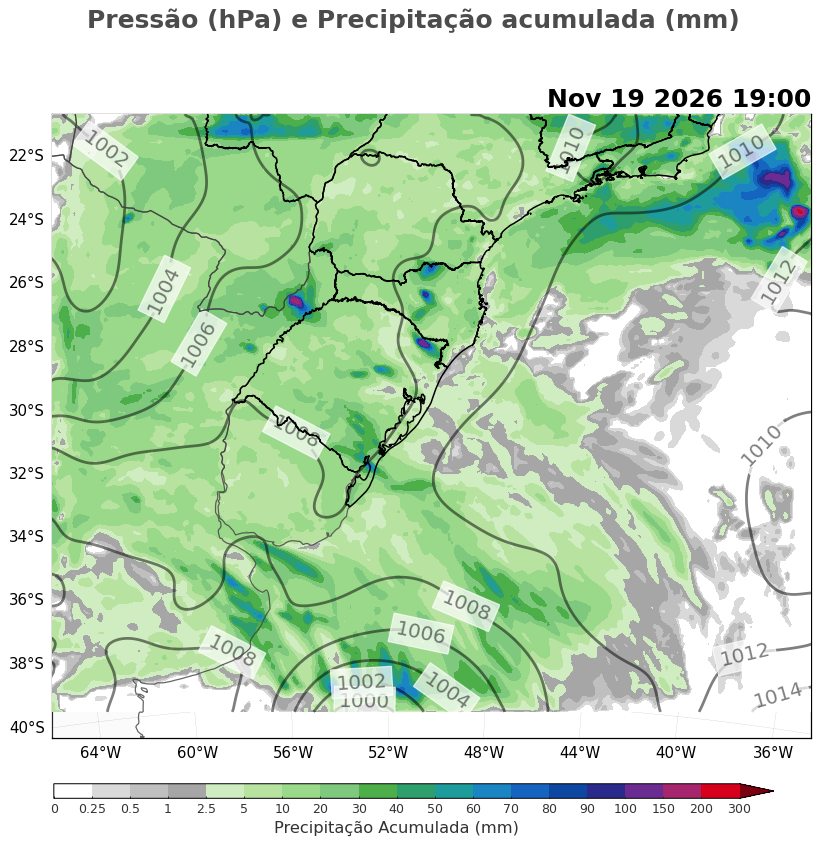 Pressão (hPa) e Precipitação acumulada (mm)
Nov 19 2026 19:00
1002
1010
1010
22°S
24°S
26°S
1004
1012
1006
28°S
30°S
1008
1010
32°S
34°S
36°S
1008
1006
1008
1012
38°S
1002
1004
1014
1000
40°S
64°W 60°W 56°W 52°W 48°W 44°W 40°W 36°W
0 0.25 0.5 1 2.5 5 10 20 30 40 50 60 70 80 90 100 150 200 300
Precipitação Acumulada (mm)